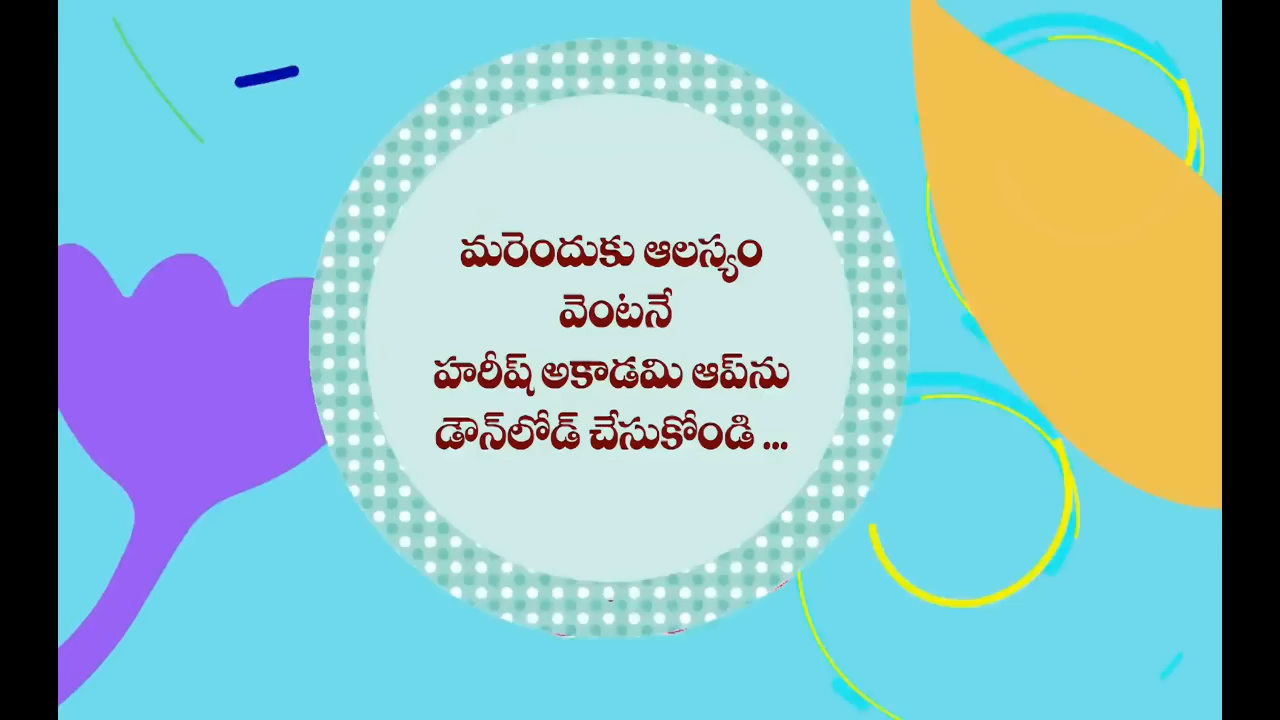 మరెందుకు ఆలస్యం
వెంటనే
హరీష్ అకాడమి ఆప్‌ను
డౌన్‌లోడ్ చేసుకోండి ...